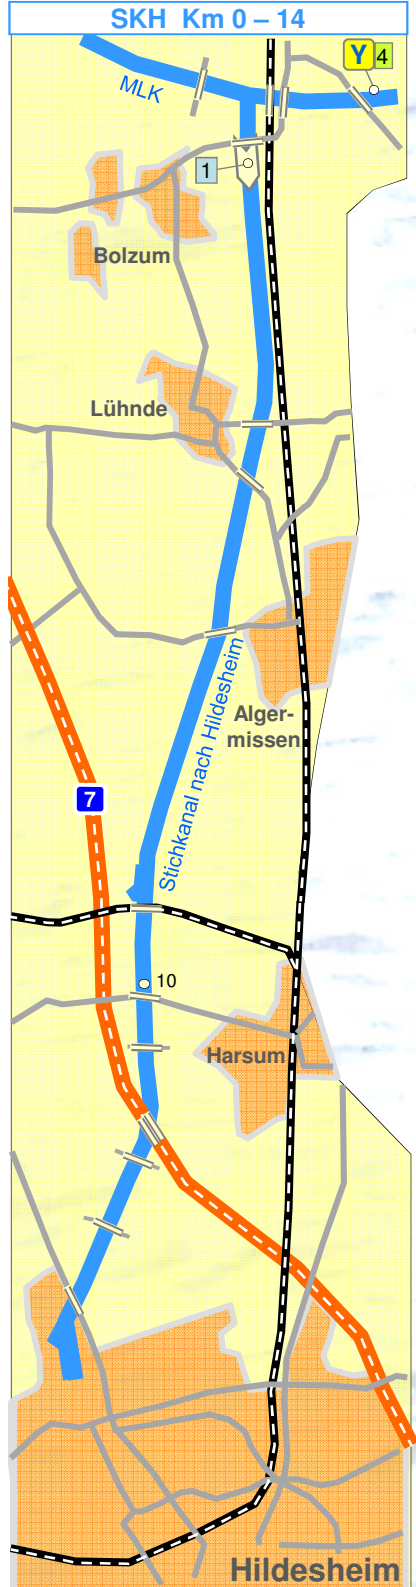 SKH Km 0 – 14
Y 4
MLK
1
Bolzum
Lühnde
Stichkanal nach Hildesheim
Alger-
missen
7
10
Harsum
Hildesheim